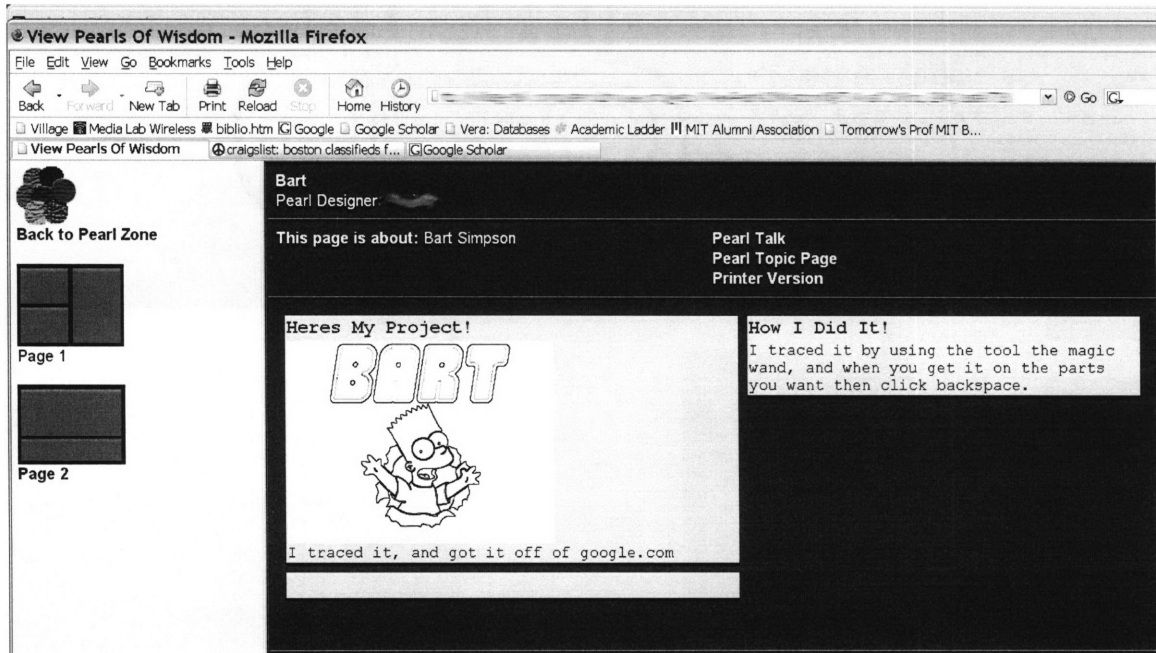 View Pearls Of Wisdom - Mozilla Firefox
File Edit View Go Bookmarks Tools Help
Back Forward New Tab Print Reload Stop Home History Go
Village Media Lab Wireless biblio.htm Google Google Scholar Vera: Databases Academic Ladder MIT Alumni Association Tomorrow's Prof MIT B...
View Pearls Of Wisdom craigslist: boston classifieds f... Google Scholar
Back to Pearl Zone
Page 1
Page 2
Bart
Pearl Designer:
This page is about: Bart Simpson
Pearl Talk
Pearl Topic Page
Printer Version
Heres My Project!
BART
I traced it, and got it off of google.com
How I Did It!
I traced it by using the tool the magic
wand, and when you get it on the parts
you want then click backspace.